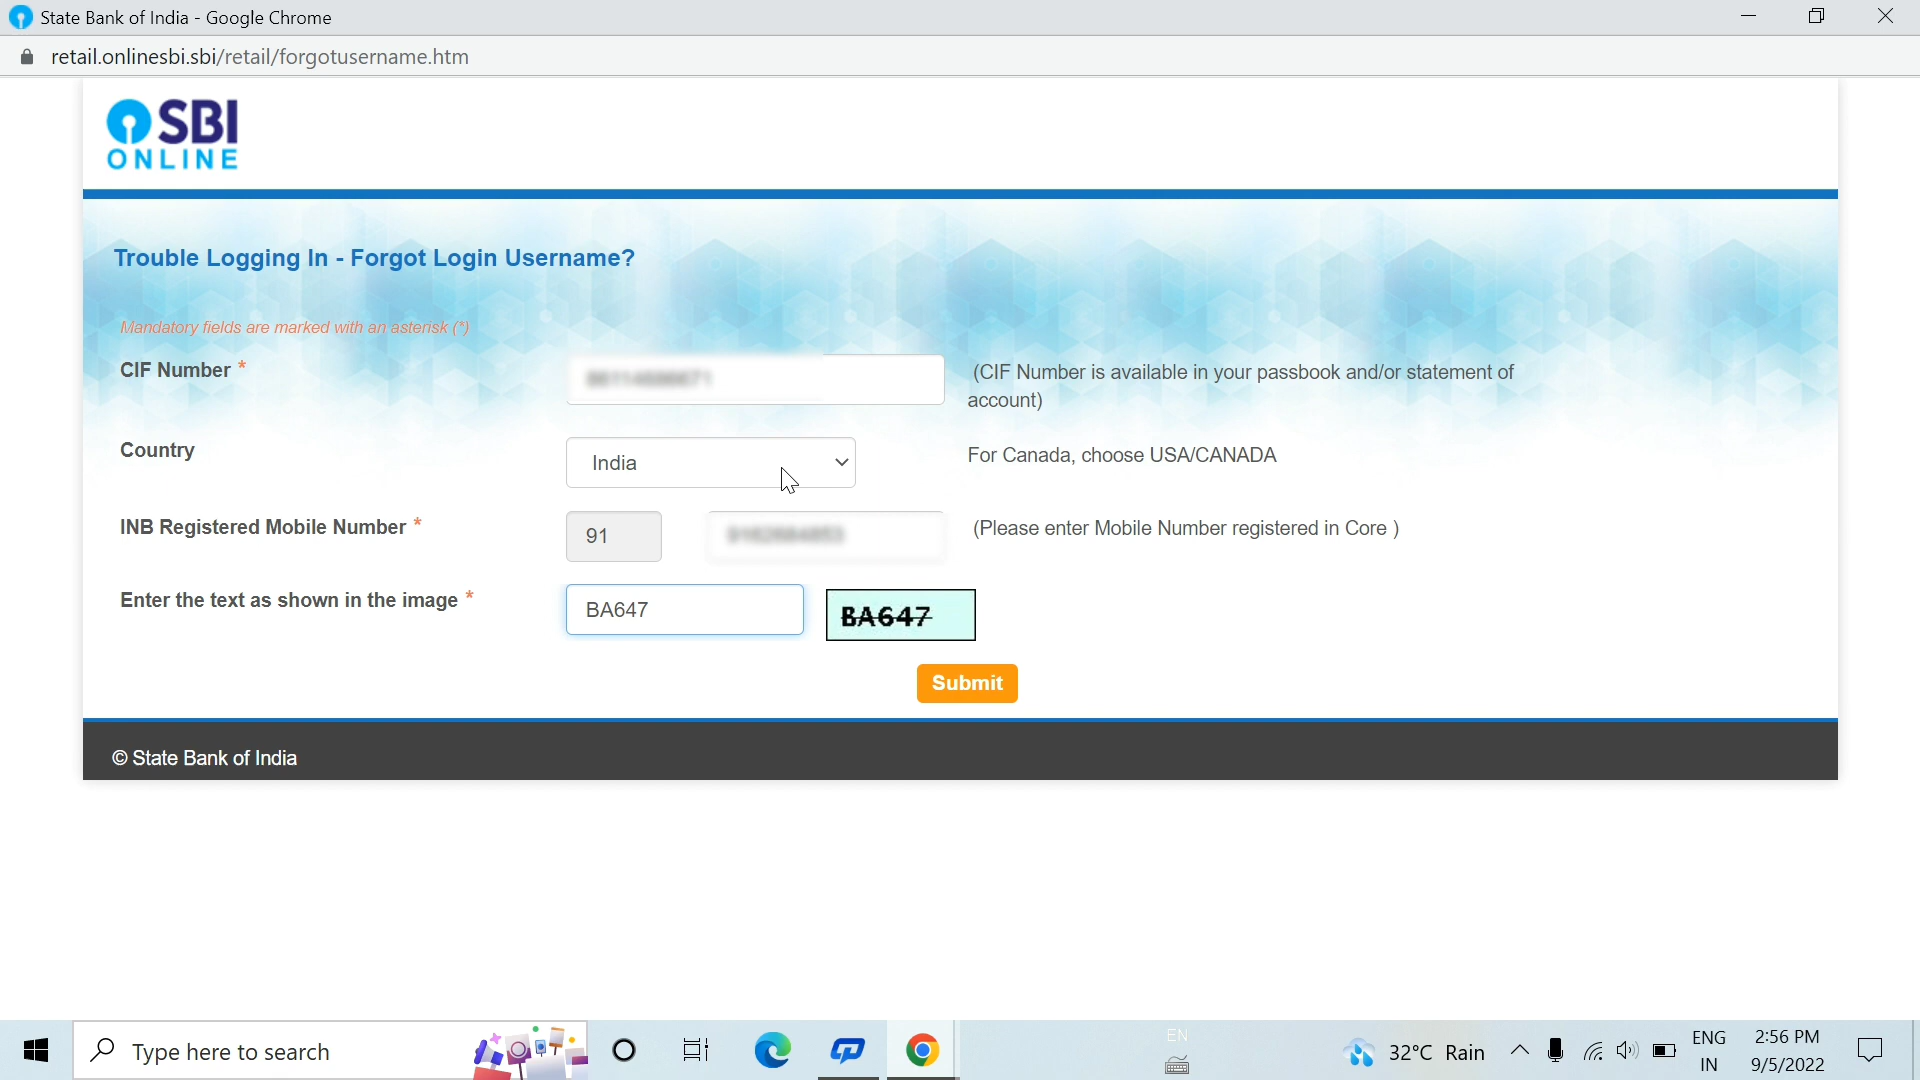 State Bank of India - Google Chrome
retail.onlinesbi.sbi/retail/forgotusername.htm
SBI
ONLINE
Trouble Logging In - Forgot Login Username?
Mandatory fields are marked with an asterisk (*)
CIF Number *
(CIF Number is available in your passbook and/or statement of
account)
Country
India
For Canada, choose USA/CANADA
INB Registered Mobile Number *
91
(Please enter Mobile Number registered in Core )
Enter the text as shown in the image *
BA647
BA647
Submit
© State Bank of India
Type here to search
EN
32°C Rain
ENG
IN
2:56 PM
9/5/2022